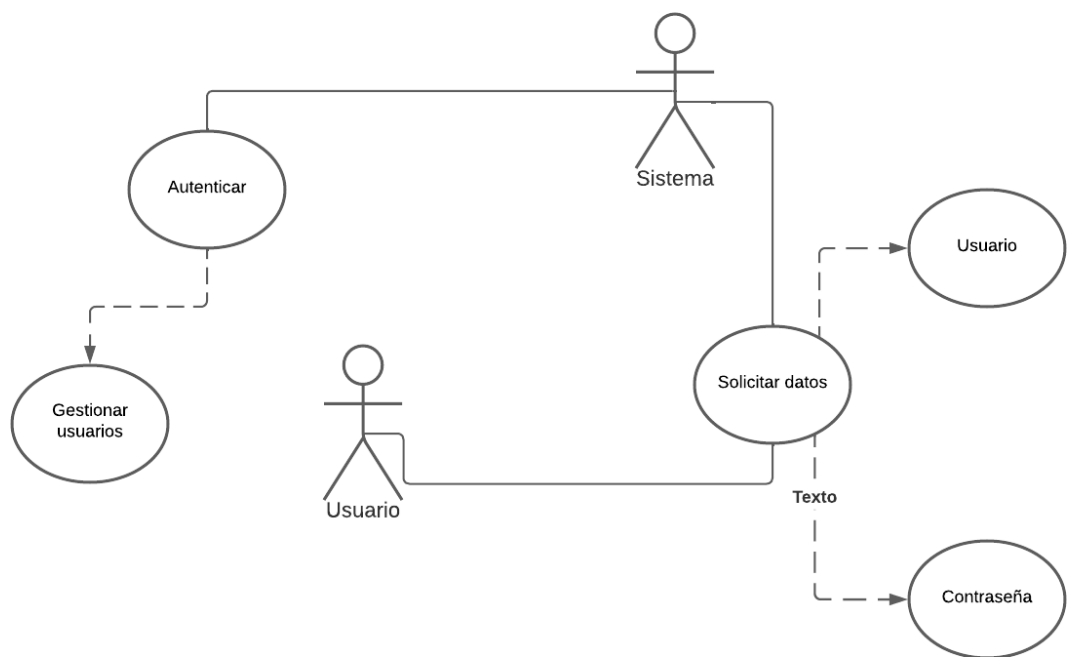 Autenticar
Sistema
Usuario
Gestionar
usuarios
Solicitar datos
Usuario
Texto
Contraseña